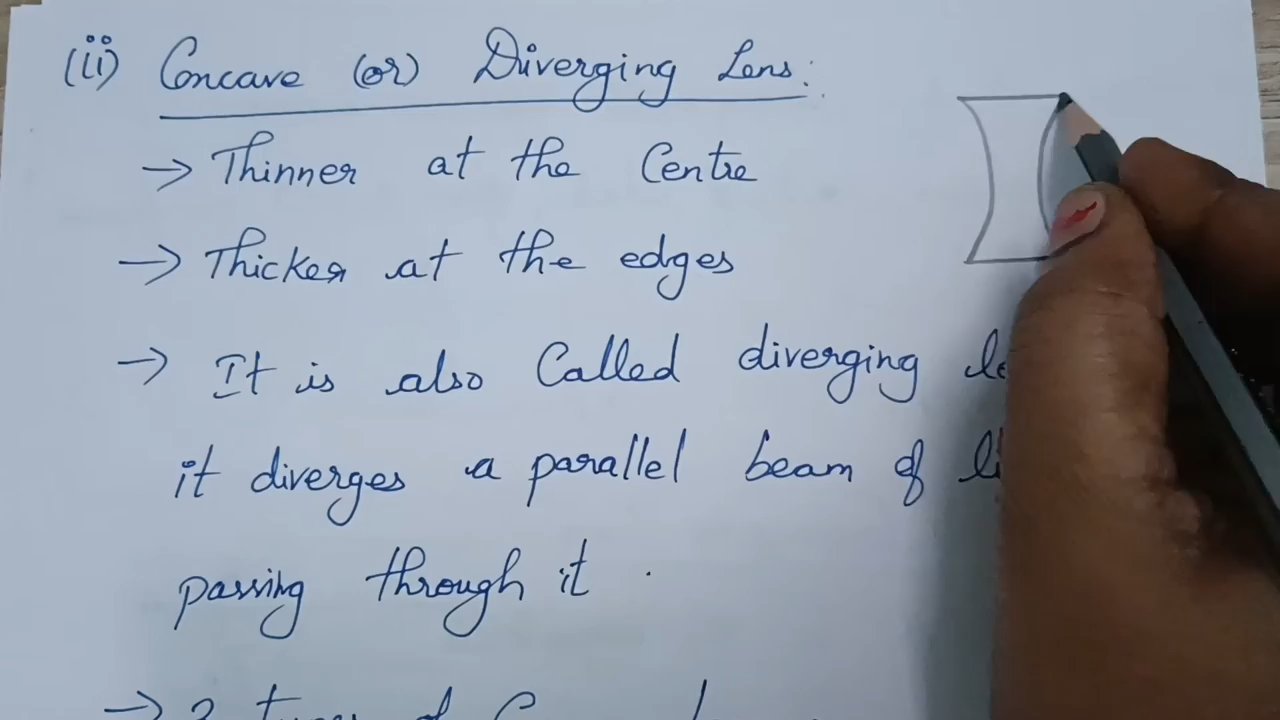 (ii) Concave (or) Diverging Lens:
→ Thinner at the Centre
→ Thicker at the edges
→ It is also Called diverging
it diverges a parallel beam of
passing through it .
→